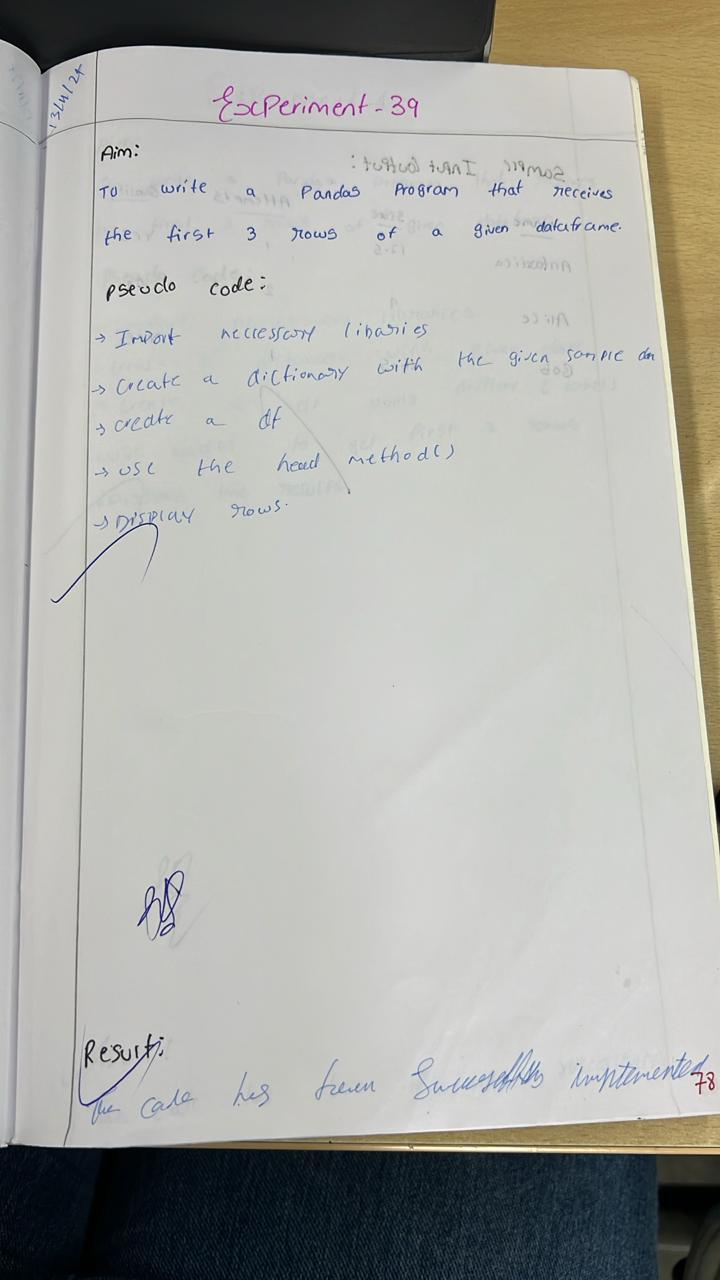 13/11/24
Experiment - 39
Aim:
To write a Pandas Program that receives
the first 3 rows of a given dataframe.
Pseudo code:
→ Import neccessary libaries
→ Create a dictionary with the given sample
→ create a df
→ use the head method()
→ Display rows.
Result:
The code has been Successfully implemented
78